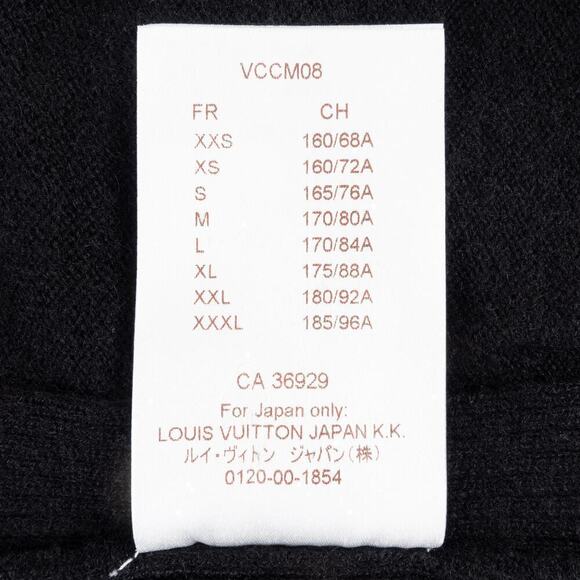 VCCM08
FR CH
XXS 160/68A
XS 160/72A
S 165/76A
M 170/80A
L 170/84A
XL 175/88A
XXL 180/92A
XXXL 185/96A
CA 36929
For Japan only:
LOUIS VUITTON JAPAN K.K.
ルイ・ヴィトン ジャパン(株)
0120-00-1854